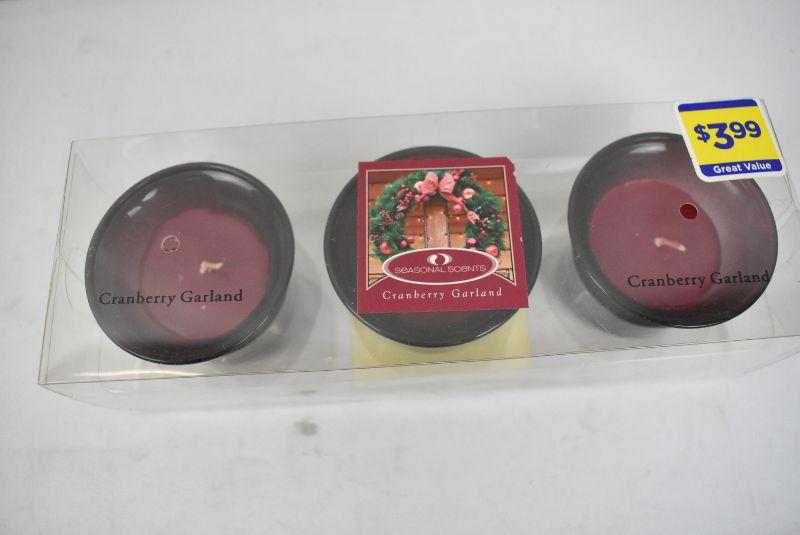 $3.99
Great Value
SEASONAL SCENTS
Cranberry Garland
Cranberry Garland
Cranberry Garland